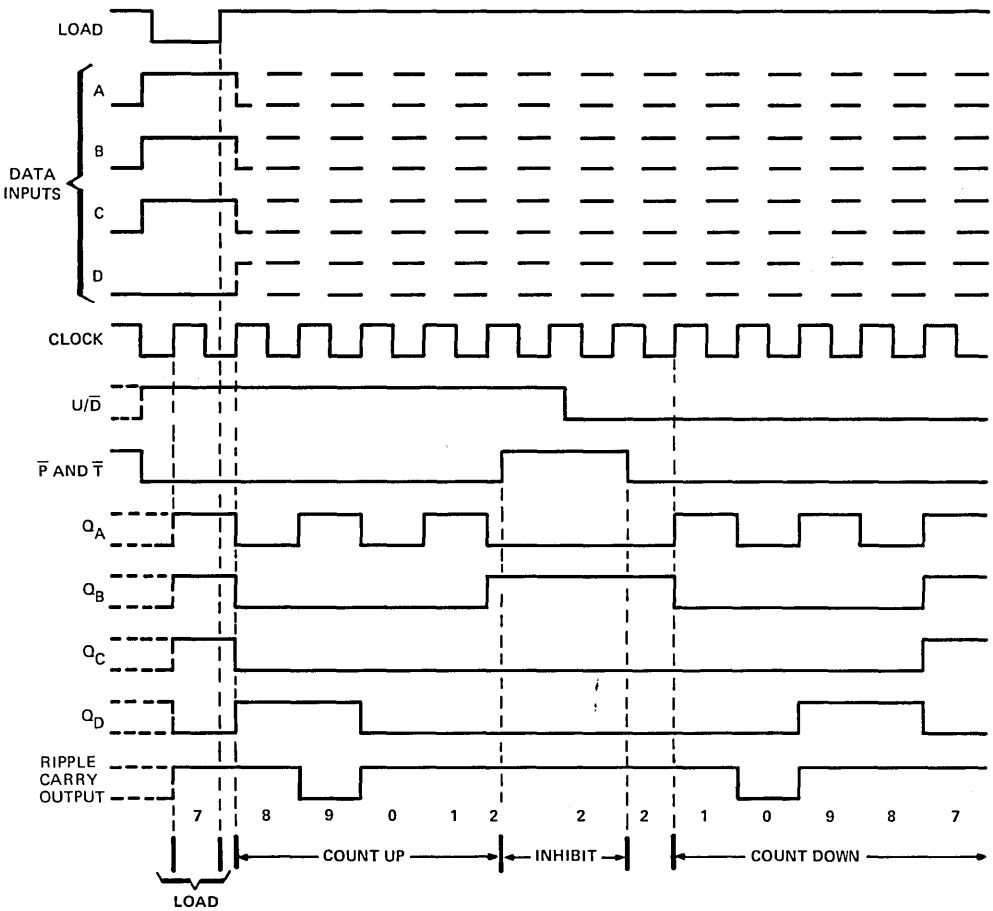 LOAD
A
B
DATA
INPUTS
C
D
CLOCK
U/D̅
P̅ AND T̅
QA
QB
QC
QD
RIPPLE
CARRY
OUTPUT
7 8 9 0 1 2 2 2 1 0 9 8 7
COUNT UP INHIBIT COUNT DOWN
LOAD